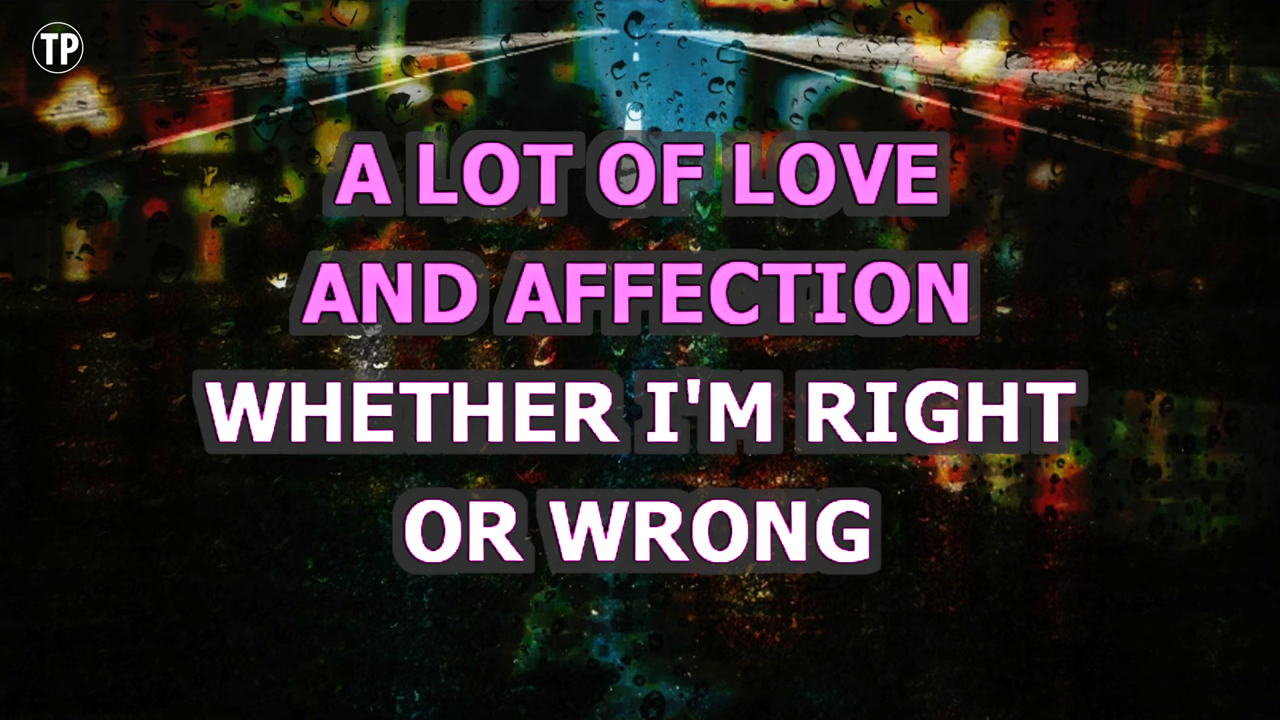 TP
A LOT OF LOVE
AND AFFECTION
WHETHER I'M RIGHT
OR WRONG